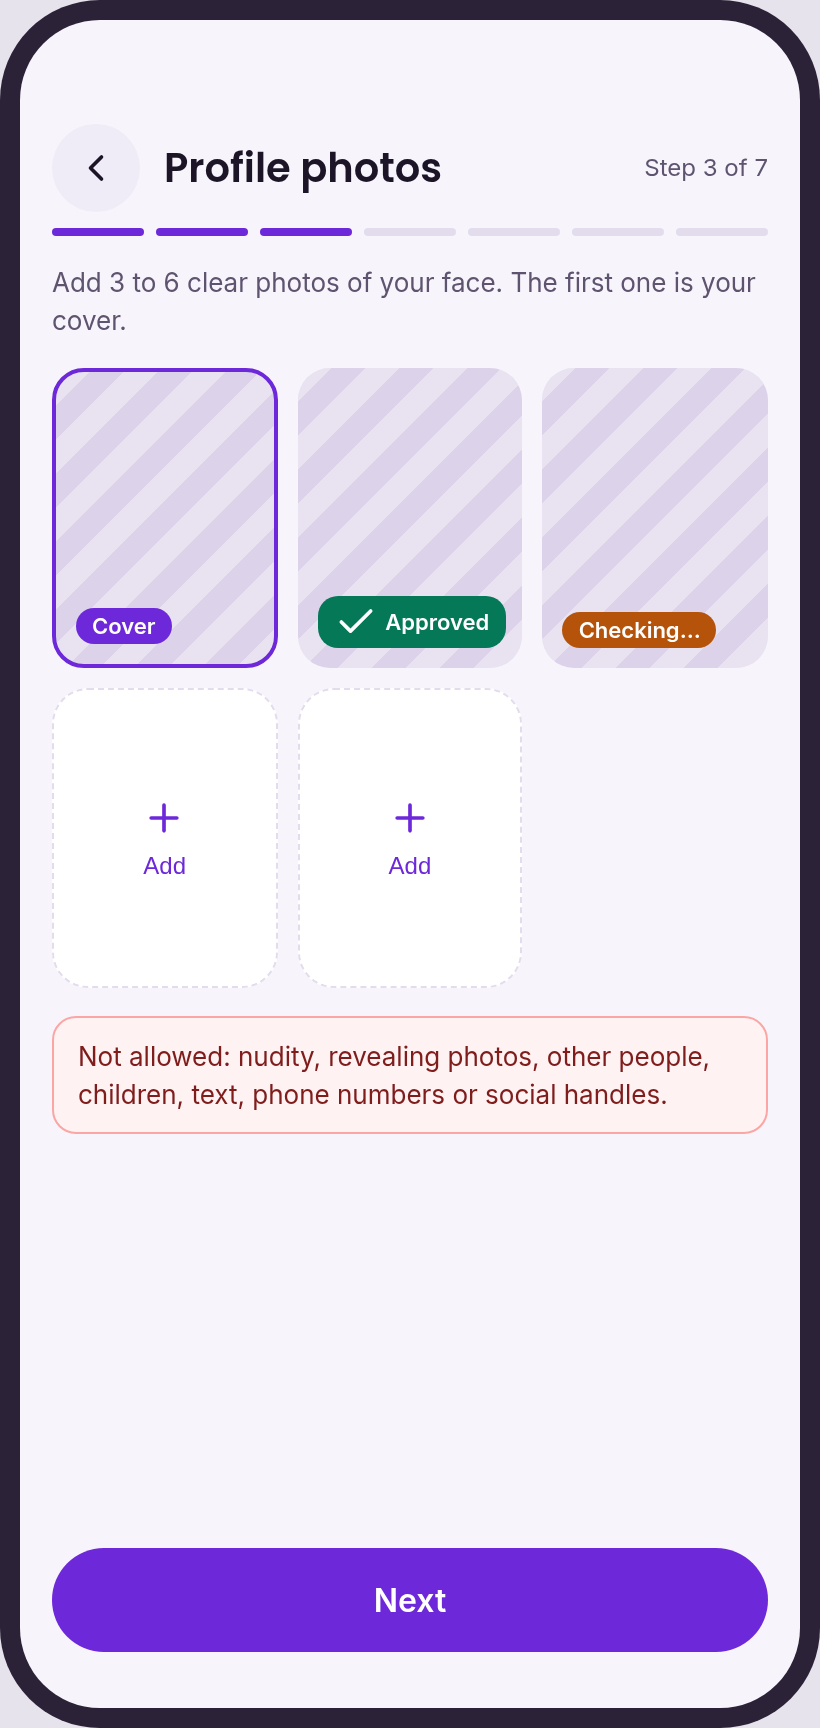 Profile photos
Step 3 of 7
Add 3 to 6 clear photos of your face. The first one is your
cover.
Cover
Approved
Checking...
Add
Add
Not allowed: nudity, revealing photos, other people,
children, text, phone numbers or social handles.
Next